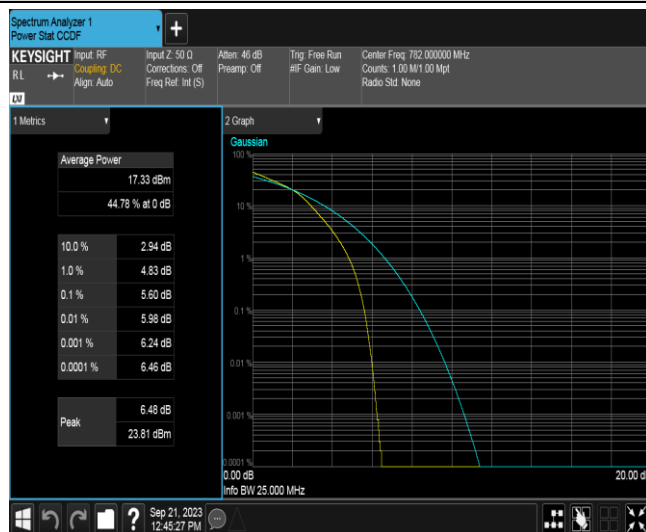 Spectrum Analyzer 1
Power Stat CCDF
+
KEYSIGHT
RL
LXI
Input: RF
Coupling: DC
Align: Auto
Input Z: 50 Ω
Corrections: Off
Freq Ref: Int (S)
Atten: 46 dB
Preamp: Off
Trig: Free Run
#IF Gain: Low
Center Freq: 782.000000 MHz
Counts: 1.00 M/1.00 Mpt
Radio Std: None
1 Metrics
Average Power
17.33 dBm
44.78 % at 0 dB
10.0 % 2.94 dB
1.0 % 4.83 dB
0.1 % 5.60 dB
0.01 % 5.98 dB
0.001 % 6.24 dB
0.0001 % 6.46 dB
Peak
6.48 dB
23.81 dBm
2 Graph
Gaussian
100 %
10 %
1 %
0.1 %
0.01 %
0.001 %
0.0001 %
0.00 dB
20.00 d
Info BW 25.000 MHz
?
Sep 21, 2023
12:45:27 PM